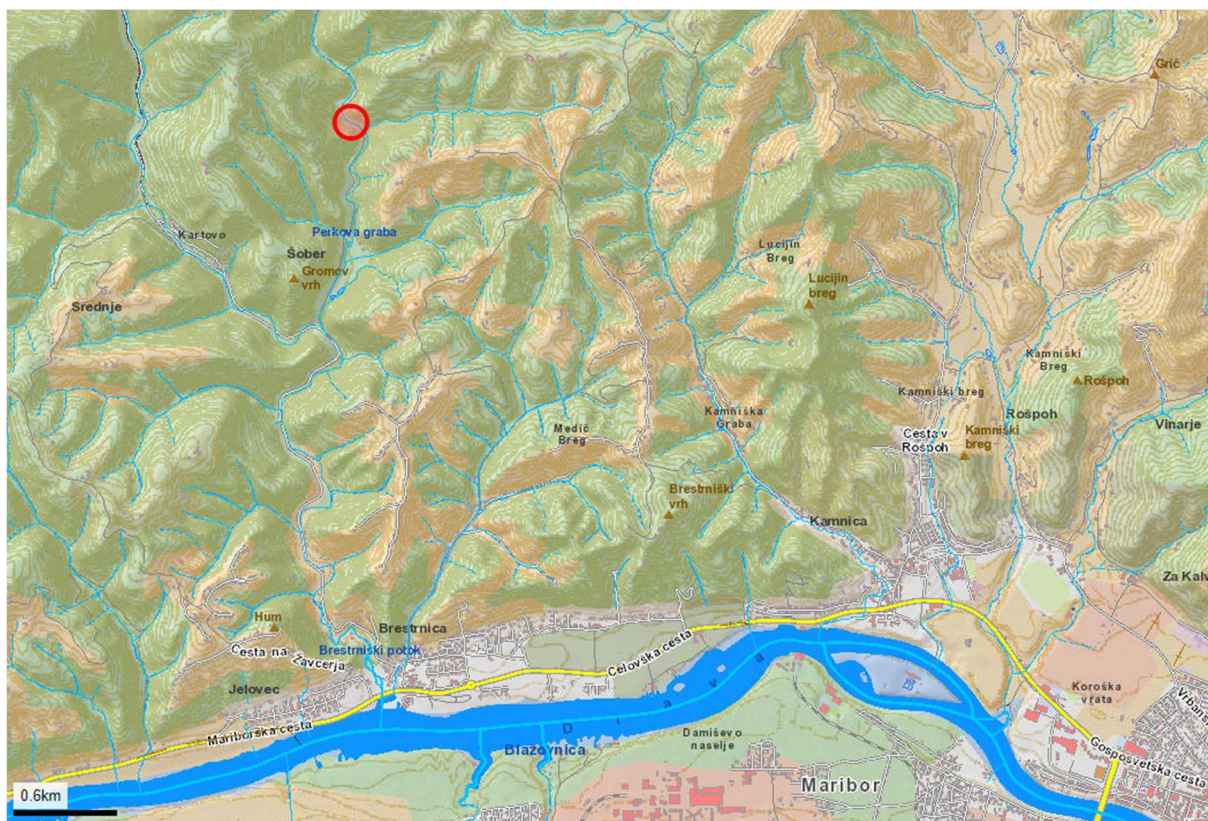 Grič
Perkova graba
Kartovo
Šober
Gromov
vrh
Lucijin
Breg
Lucijin
breg
Srednje
Kamniški
Breg
Rošpoh
Kamniški breg
Rošpoh
Kamniška
Graba
Medič
Breg
Cesta v
Rošpoh
Kamniški
breg
Vinarje
Brestrniški
vrh
Kamnica
Za Kalv
Hum
Brestrnica
Cesta na
Žavcerja
Brestrniški potok
Celovška cesta
Jelovec
Koroška
vrata
Mariborska cesta
Drava
Damiševo
naselje
Blažovnica
Vrbansk
Gosposvetska cesta
Maribor
0.6km